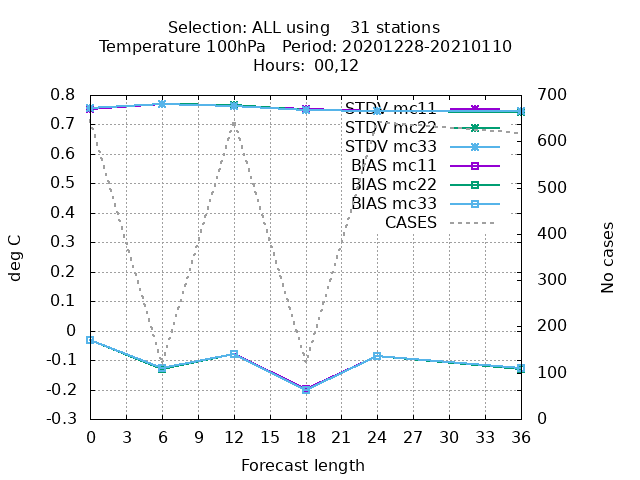 Selection: ALL using    31 stations
Temperature 100hPa   Period: 20201228-20210110
Hours:  00,12
0.8
0.7
0.6
0.5
0.4
0.3
0.2
0.1
0
-0.1
-0.2
-0.3
deg C
STDV mc11
STDV mc22
STDV mc33
BIAS mc11
BIAS mc22
BIAS mc33
CASES
700
600
500
400
300
200
100
0
No cases
0 3 6 9 12 15 18 21 24 27 30 33 36
Forecast length